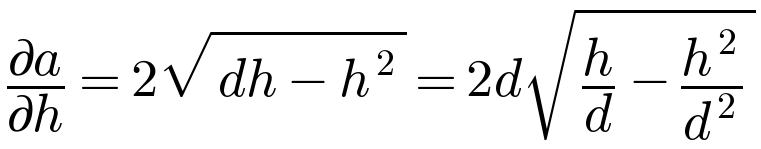 ∂a/∂h = 2√(dh − h²) = 2d√(h/d − h²/d²)